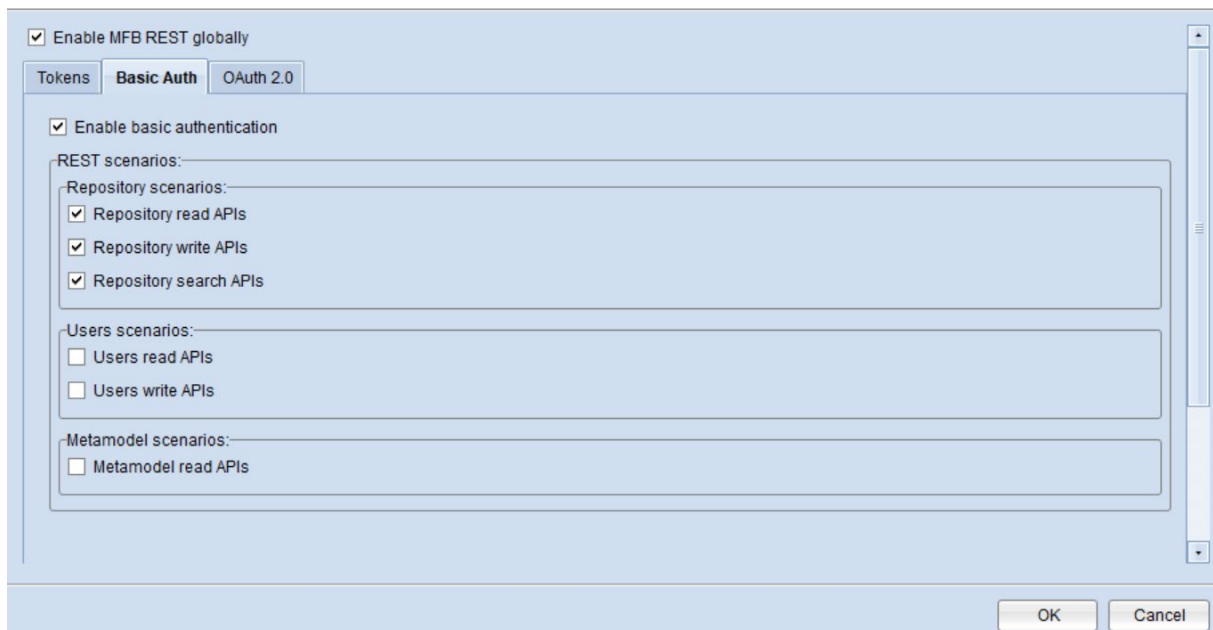 Enable MFB REST globally
Tokens Basic Auth OAuth 2.0
Enable basic authentication
REST scenarios:
Repository scenarios:
Repository read APIs
Repository write APIs
Repository search APIs
Users scenarios:
Users read APIs
Users write APIs
Metamodel scenarios:
Metamodel read APIs
OK Cancel